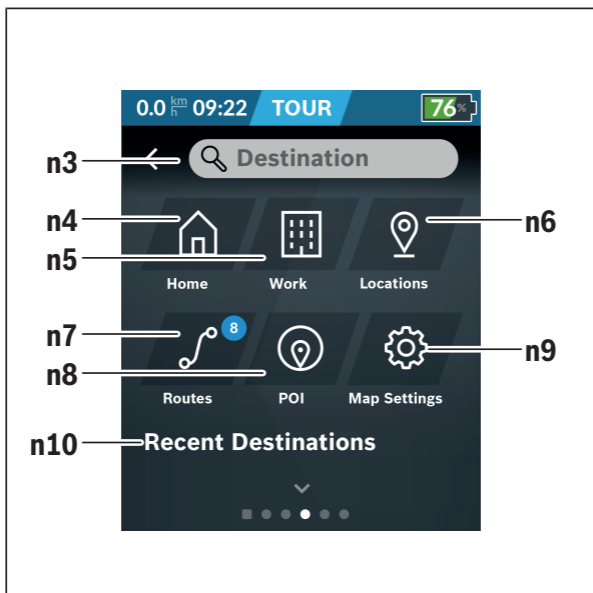 0.0 km/h 09:22 TOUR 76%
n3 Destination
n4 n6
n5
Home Work Locations
n7 8
n8 n9
Routes POI Map Settings
n10 Recent Destinations